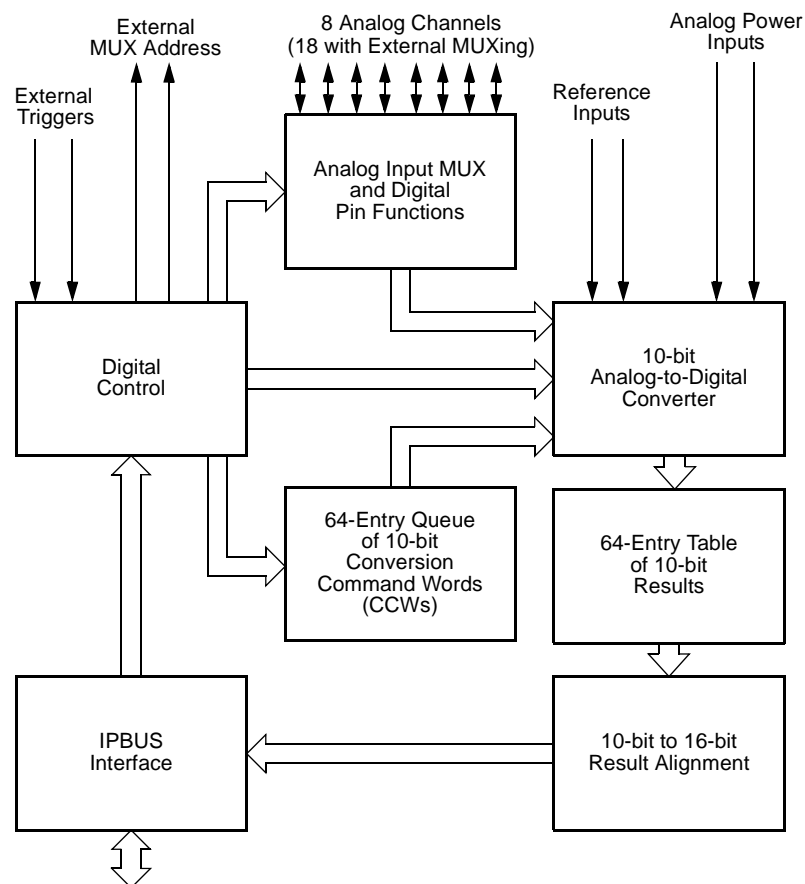 External
MUX Address
8 Analog Channels
(18 with External MUXing)
Analog Power
Inputs
External
Triggers
Reference
Inputs
Analog Input MUX
and Digital
Pin Functions
Digital
Control
10-bit
Analog-to-Digital
Converter
64-Entry Queue
of 10-bit
Conversion
Command Words
(CCWs)
64-Entry Table
of 10-bit
Results
IPBUS
Interface
10-bit to 16-bit
Result Alignment